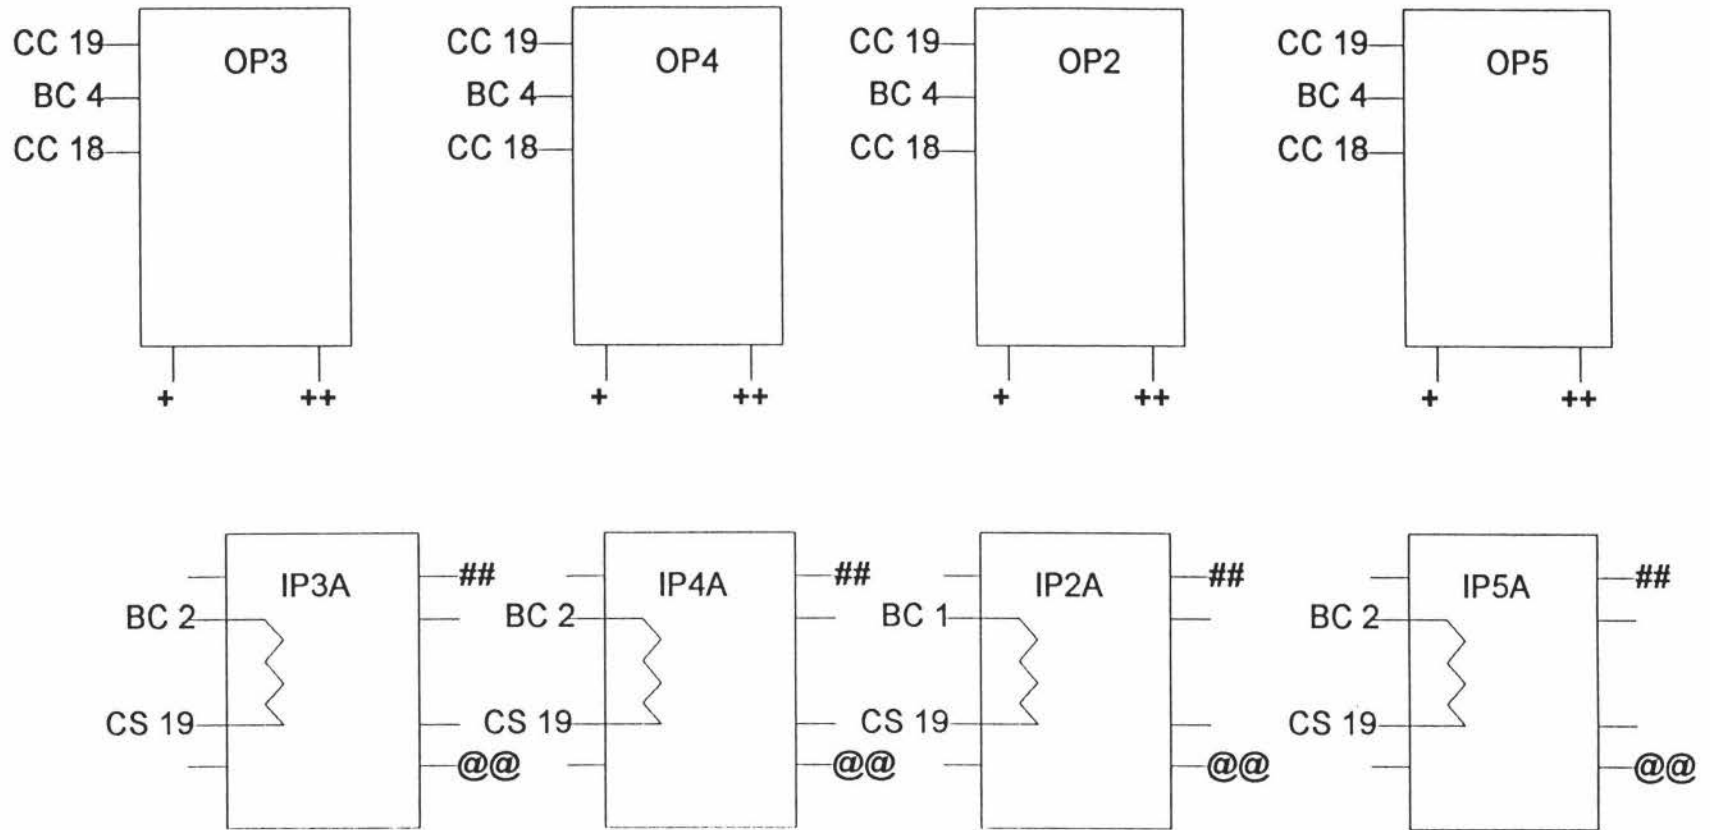 CC 19 OP3 CC 19 OP4 CC 19 OP2 CC 19 OP5
BC 4 BC 4 BC 4 BC 4
CC 18 CC 18 CC 18 CC 18
+ ++ + ++ + ++ + ++
IP3A ## IP4A ## IP2A ## IP5A ##
BC 2 BC 2 BC 1 BC 2
CS 19 CS 19 CS 19 CS 19
@@ @@ @@ @@